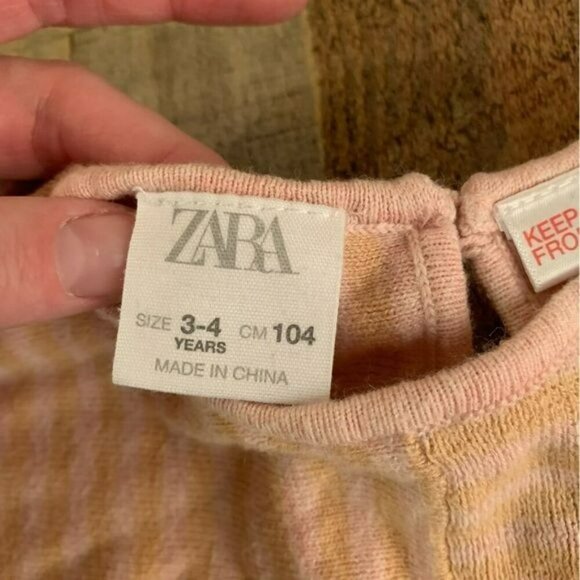 ZARA
SIZE 3-4 CM 104
YEARS
MADE IN CHINA
KEEP
FRO